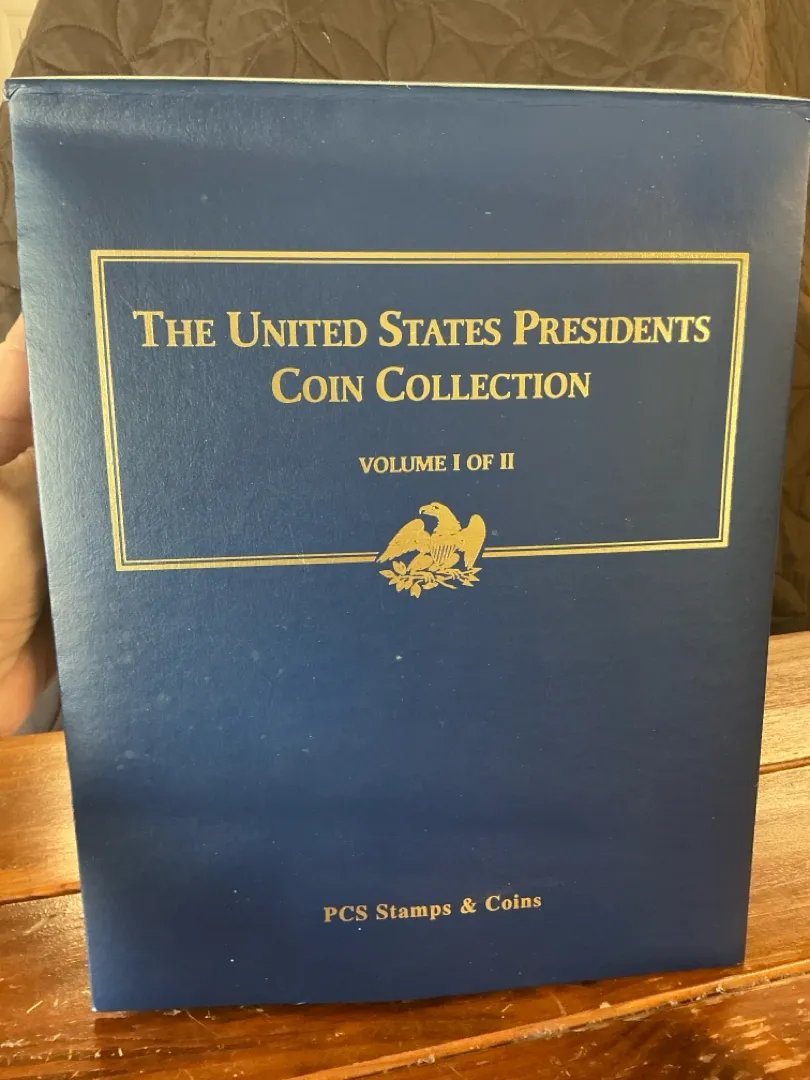 The United States Presidents
Coin Collection
VOLUME I OF II
PCS Stamps & Coins